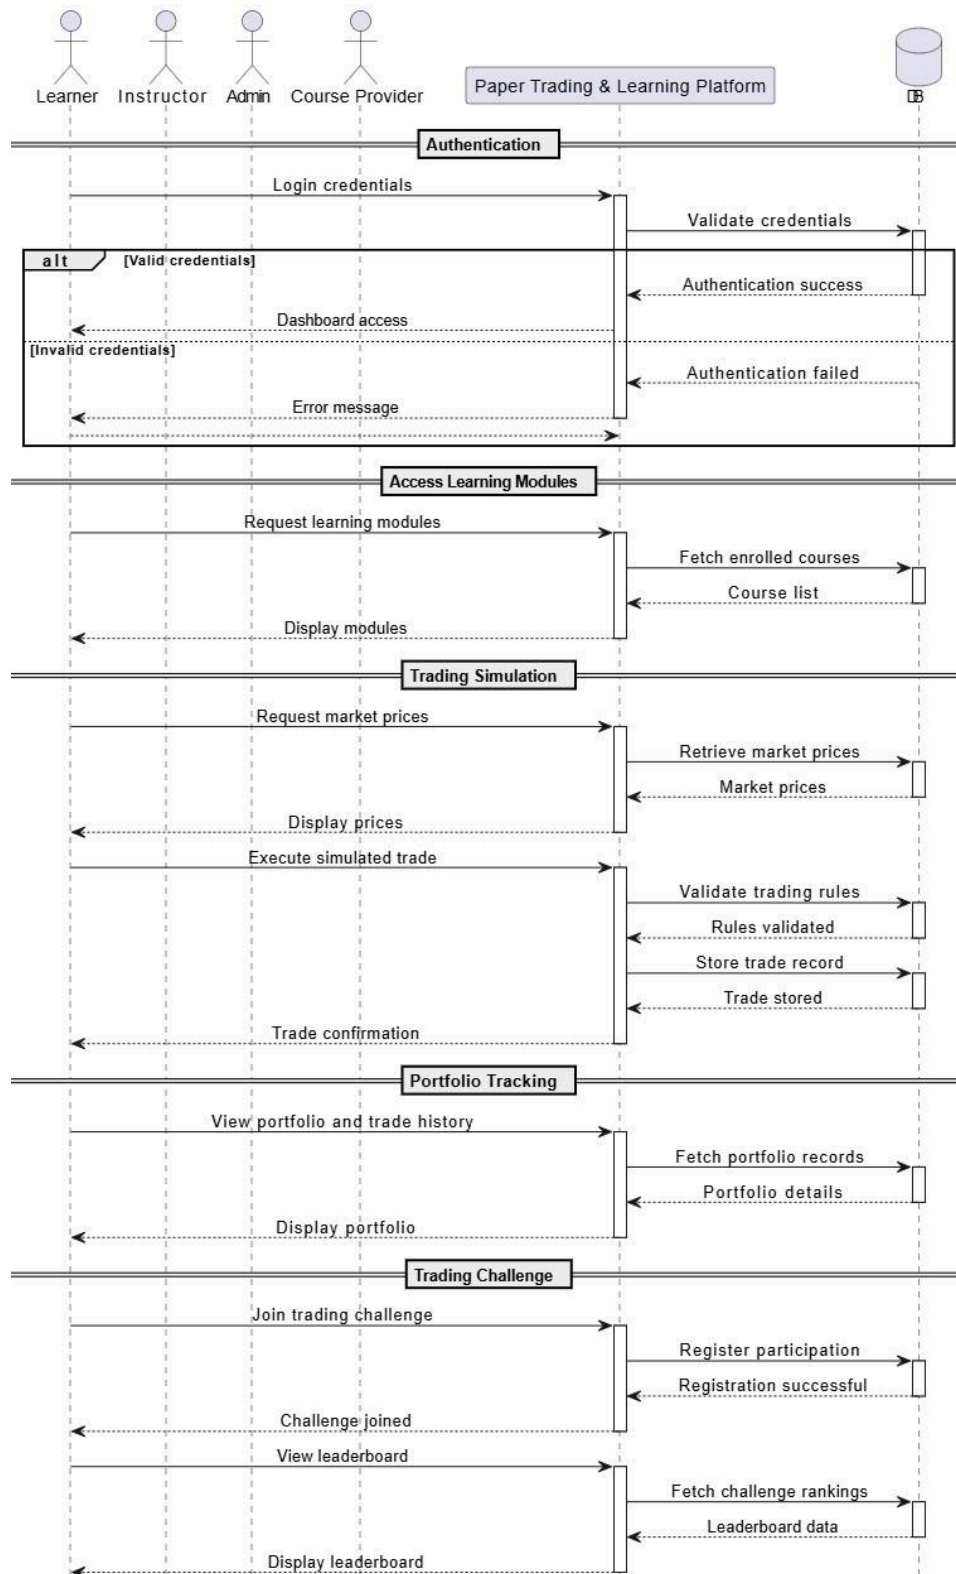 Learner Instructor Admin Course Provider
Paper Trading & Learning Platform
Authentication
Login credentials
Validate credentials
alt [Valid credentials]
Authentication success
Dashboard access
[Invalid credentials]
Authentication failed
Error message
Access Learning Modules
Request learning modules
Fetch enrolled courses
Course list
Display modules
Trading Simulation
Request market prices
Retrieve market prices
Market prices
Display prices
Execute simulated trade
Validate trading rules
Rules validated
Store trade record
Trade stored
Trade confirmation
Portfolio Tracking
View portfolio and trade history
Fetch portfolio records
Portfolio details
Display portfolio
Trading Challenge
Join trading challenge
Register participation
Registration successful
Challenge joined
View leaderboard
Fetch challenge rankings
Leaderboard data
Display leaderboard